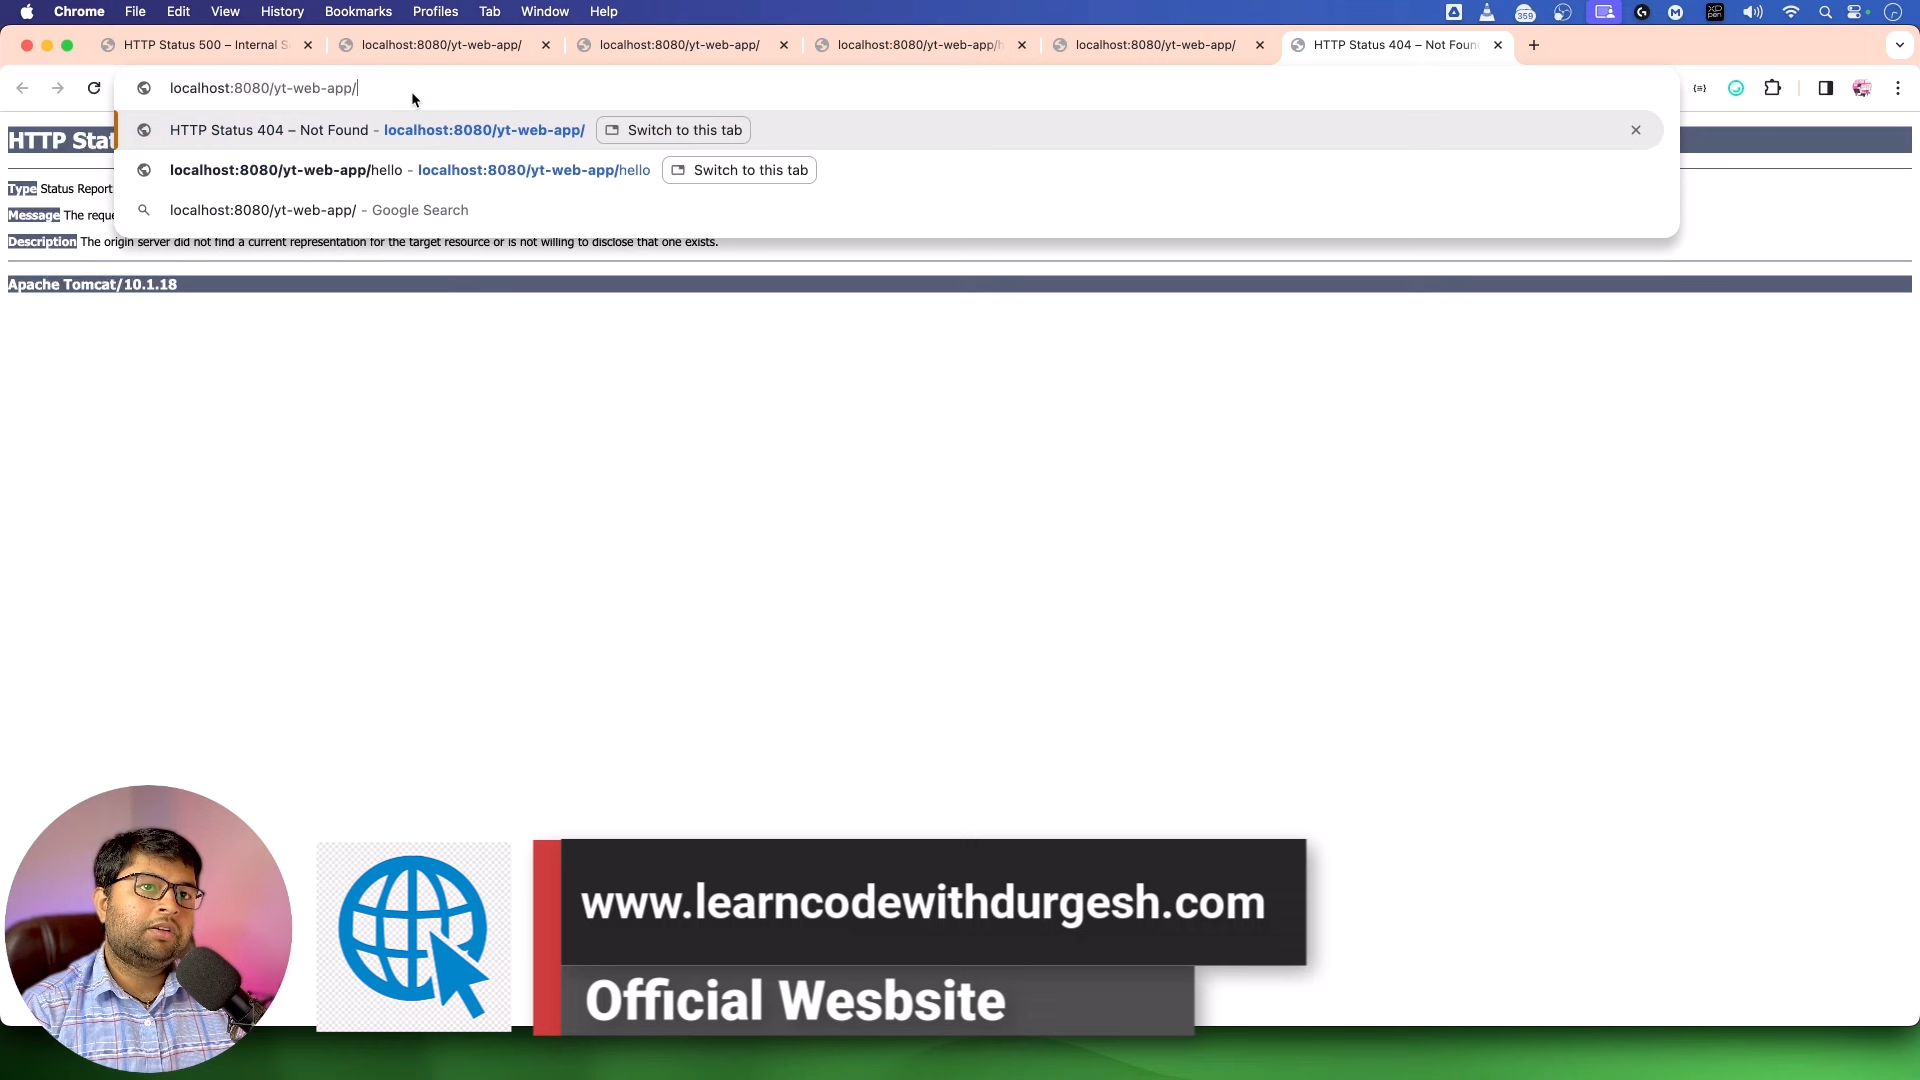 Chrome File Edit View History Bookmarks Profiles Tab Window Help
359
XP
pen
HTTP Status 500 – Internal S
localhost:8080/yt-web-app/
localhost:8080/yt-web-app/
localhost:8080/yt-web-app/h
localhost:8080/yt-web-app/
HTTP Status 404 – Not Foun
localhost:8080/yt-web-app/
HTTP Status 404 – Not Found - localhost:8080/yt-web-app/ Switch to this tab
localhost:8080/yt-web-app/hello - localhost:8080/yt-web-app/hello Switch to this tab
localhost:8080/yt-web-app/ - Google Search
HTTP Stat
Type Status Report
Message The reque
Description The origin server did not find a current representation for the target resource or is not willing to disclose that one exists.
Apache Tomcat/10.1.18
www.learncodewithdurgesh.com
Official Wesbsite